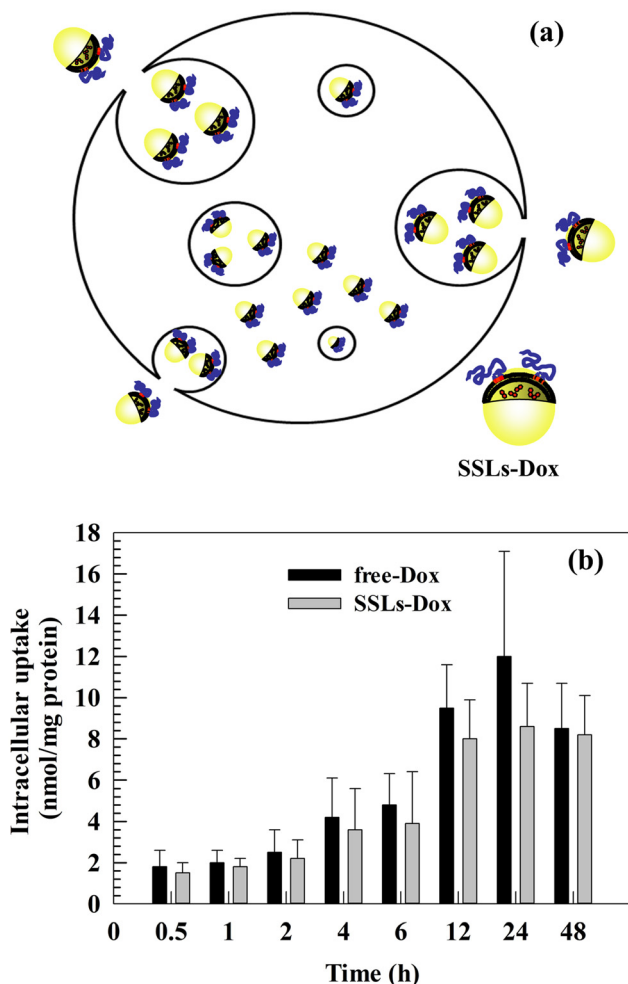 (a)
SSLs-Dox
(b)
free-Dox
SSLs-Dox
Intracellular uptake
(nmol/mg protein)
18
16
14
12
10
8
6
4
2
0
0 0.5 1 2 4 6 12 24 48
Time (h)